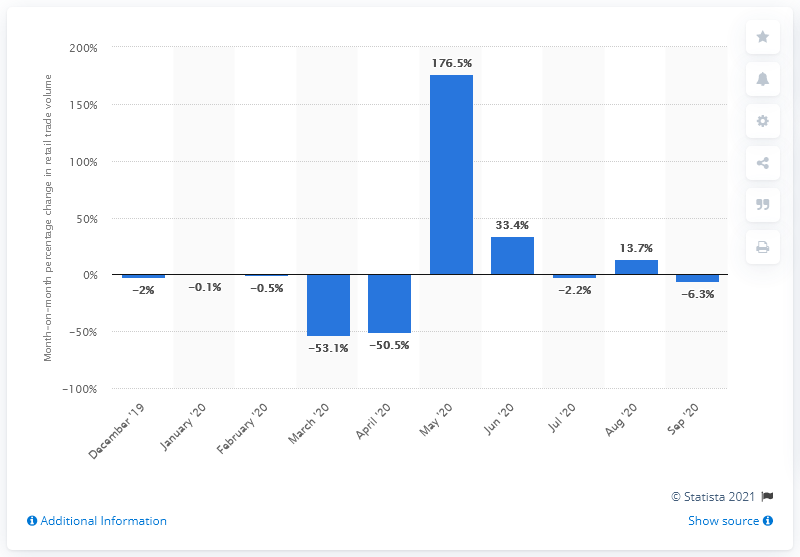 Month-on-month percentage change in retail trade volume
200%
150%
100%
50%
0%
-50%
-100%
-2%
-0.1%
-0.5%
-53.1%
-50.5%
176.5%
33.4%
-2.2%
13.7%
-6.3%
December '19
January '20
February '20
March '20
April '20
May '20
Jun '20
Jul '20
Aug '20
Sep '20
© Statista 2021
Additional Information
Show source